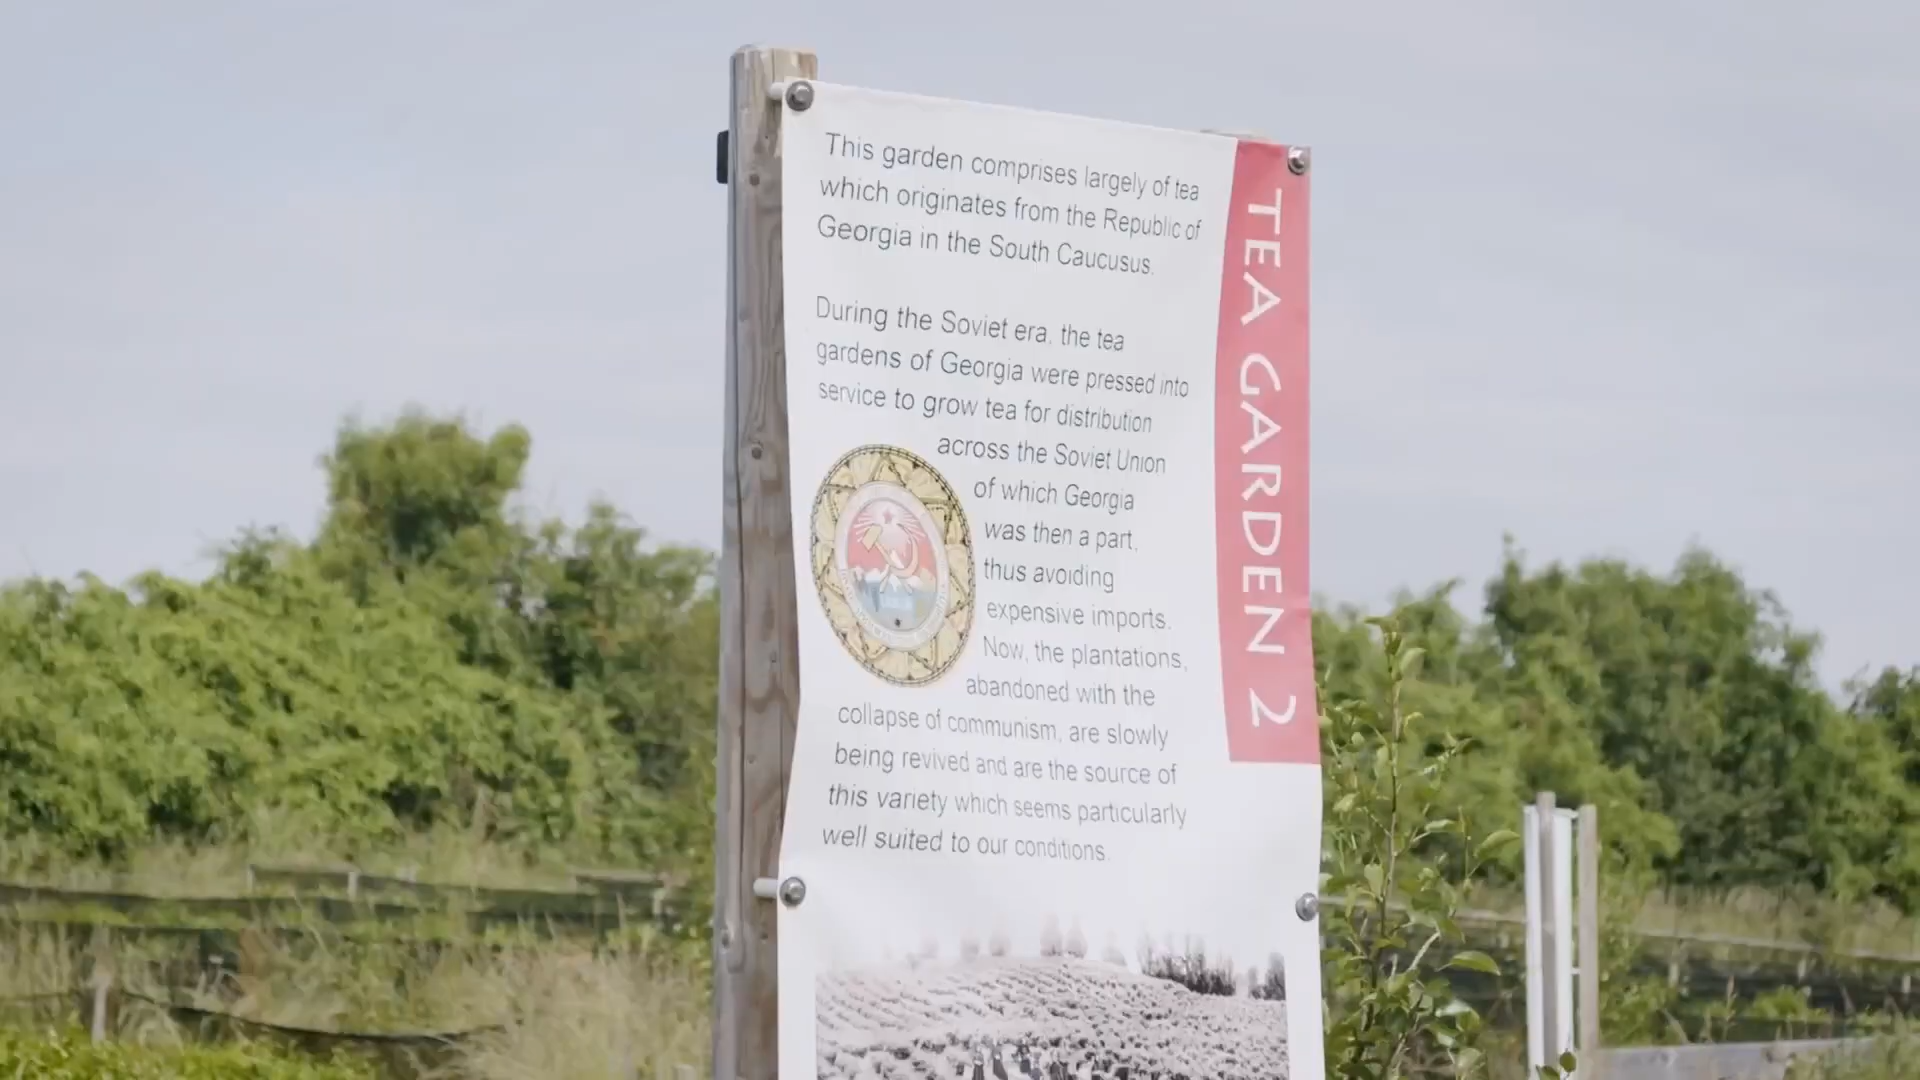 This garden comprises largely of tea
which originates from the Republic of
Georgia in the South Caucusus.
During the Soviet era, the tea
gardens of Georgia were pressed into
service to grow tea for distribution
across the Soviet Union
of which Georgia
was then a part,
thus avoiding
expensive imports.
Now, the plantations,
abandoned with the
collapse of communism, are slowly
being revived and are the source of
this variety which seems particularly
well suited to our conditions.
TEA GARDEN 2